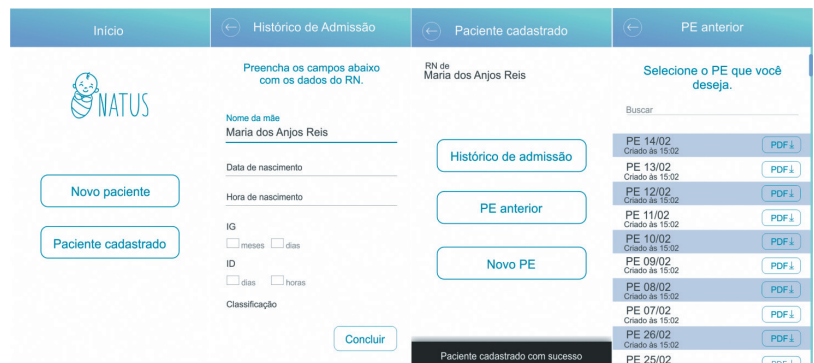 Início
NATUS
Novo paciente
Paciente cadastrado
Histórico de Admissão
Preencha os campos abaixo
com os dados do RN.
Nome da mãe
Maria dos Anjos Reis
Data de nascimento
Hora de nascimento
IG
meses dias
ID
dias horas
Classificação
Concluir
Paciente cadastrado
RN de
Maria dos Anjos Reis
Histórico de admissão
PE anterior
Novo PE
Paciente cadastrado com sucesso
PE anterior
Selecione o PE que você
deseja.
Buscar
PE 14/02
Criado às 15:02
PDF
PE 13/02
Criado às 15:02
PDF
PE 12/02
Criado às 15:02
PDF
PE 11/02
Criado às 15:02
PDF
PE 10/02
Criado às 15:02
PDF
PE 09/02
Criado às 15:02
PDF
PE 08/02
Criado às 15:02
PDF
PE 07/02
Criado às 15:02
PDF
PE 26/02
Criado às 15:02
PDF
PE 25/02
PDF